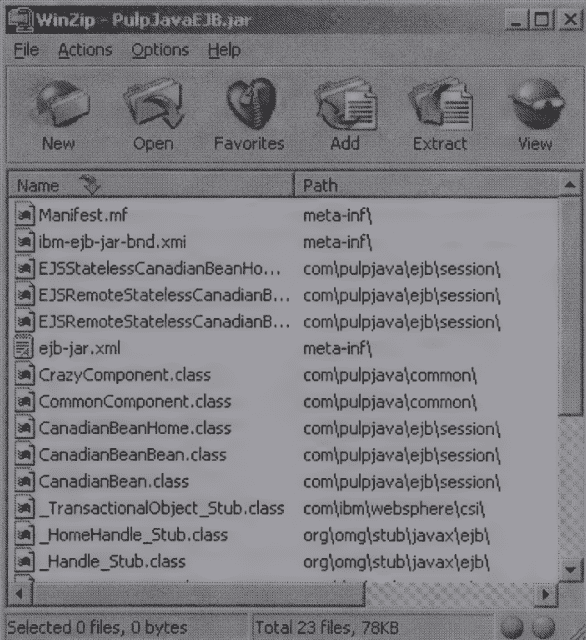 WinZip - PulpJavaEJB.jar
File Actions Options Help
New Open Favorites Add Extract View
Name Path
Manifest.mf meta-inf\
ibm-ejb-jar-bnd.xmi meta-inf\
EJSStatelessCanadianBeanHo... com\pulpjava\ejb\session\
EJSRemoteStatelessCanadianB... com\pulpjava\ejb\session\
EJSRemoteStatelessCanadianB... com\pulpjava\ejb\session\
ejb-jar.xml meta-inf\
CrazyComponent.class com\pulpjava\common\
CommonComponent.class com\pulpjava\common\
CanadianBeanHome.class com\pulpjava\ejb\session\
CanadianBeanBean.class com\pulpjava\ejb\session\
CanadianBean.class com\pulpjava\ejb\session\
_TransactionalObject_Stub.class com\ibm\websphere\csi\
_HomeHandle_Stub.class org\omg\stub\javax\ejb\
_Handle_Stub.class org\omg\stub\javax\ejb\
Selected 0 files, 0 bytes Total 23 files, 78KB